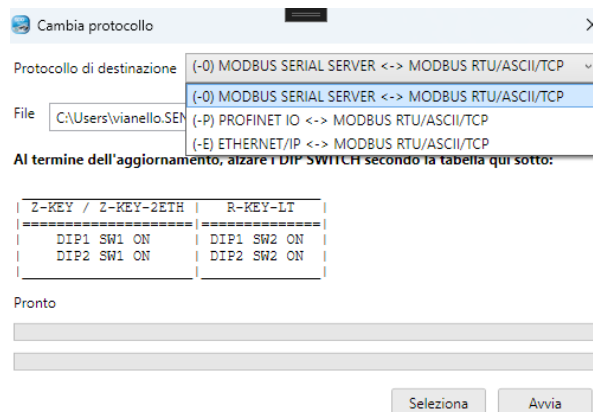 Cambia protocollo
Protocollo di destinazione (-0) MODBUS SERIAL SERVER <-> MODBUS RTU/ASCII/TCP
(-0) MODBUS SERIAL SERVER <-> MODBUS RTU/ASCII/TCP
File C:\Users\vianello.SEN
(-P) PROFINET IO <-> MODBUS RTU/ASCII/TCP
(-E) ETHERNET/IP <-> MODBUS RTU/ASCII/TCP
Al termine dell'aggiornamento, alzare i DIP SWITCH secondo la tabella qui sotto:
| Z-KEY / Z-KEY-2ETH | R-KEY-LT |
|====================|==============|
| DIP1 SW1 ON | DIP1 SW2 ON |
| DIP2 SW1 ON | DIP2 SW2 ON |
Pronto
Seleziona Avvia